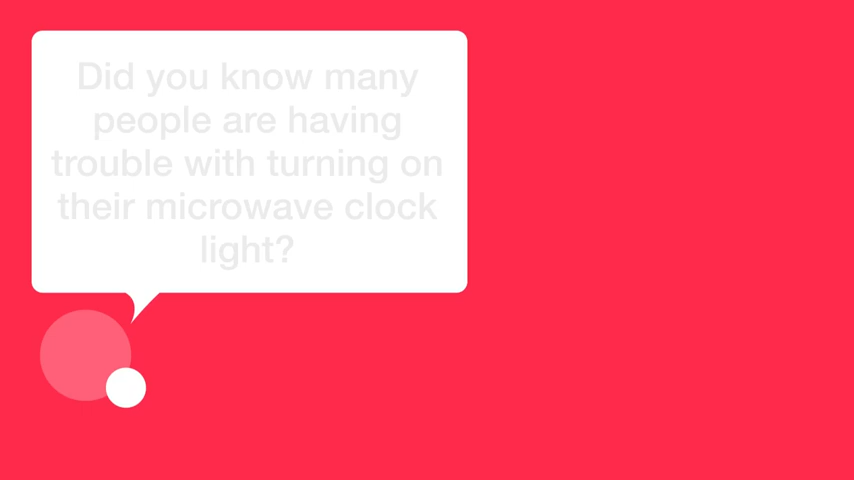 Did you know many
people are having
trouble with turning on
their microwave clock
light?